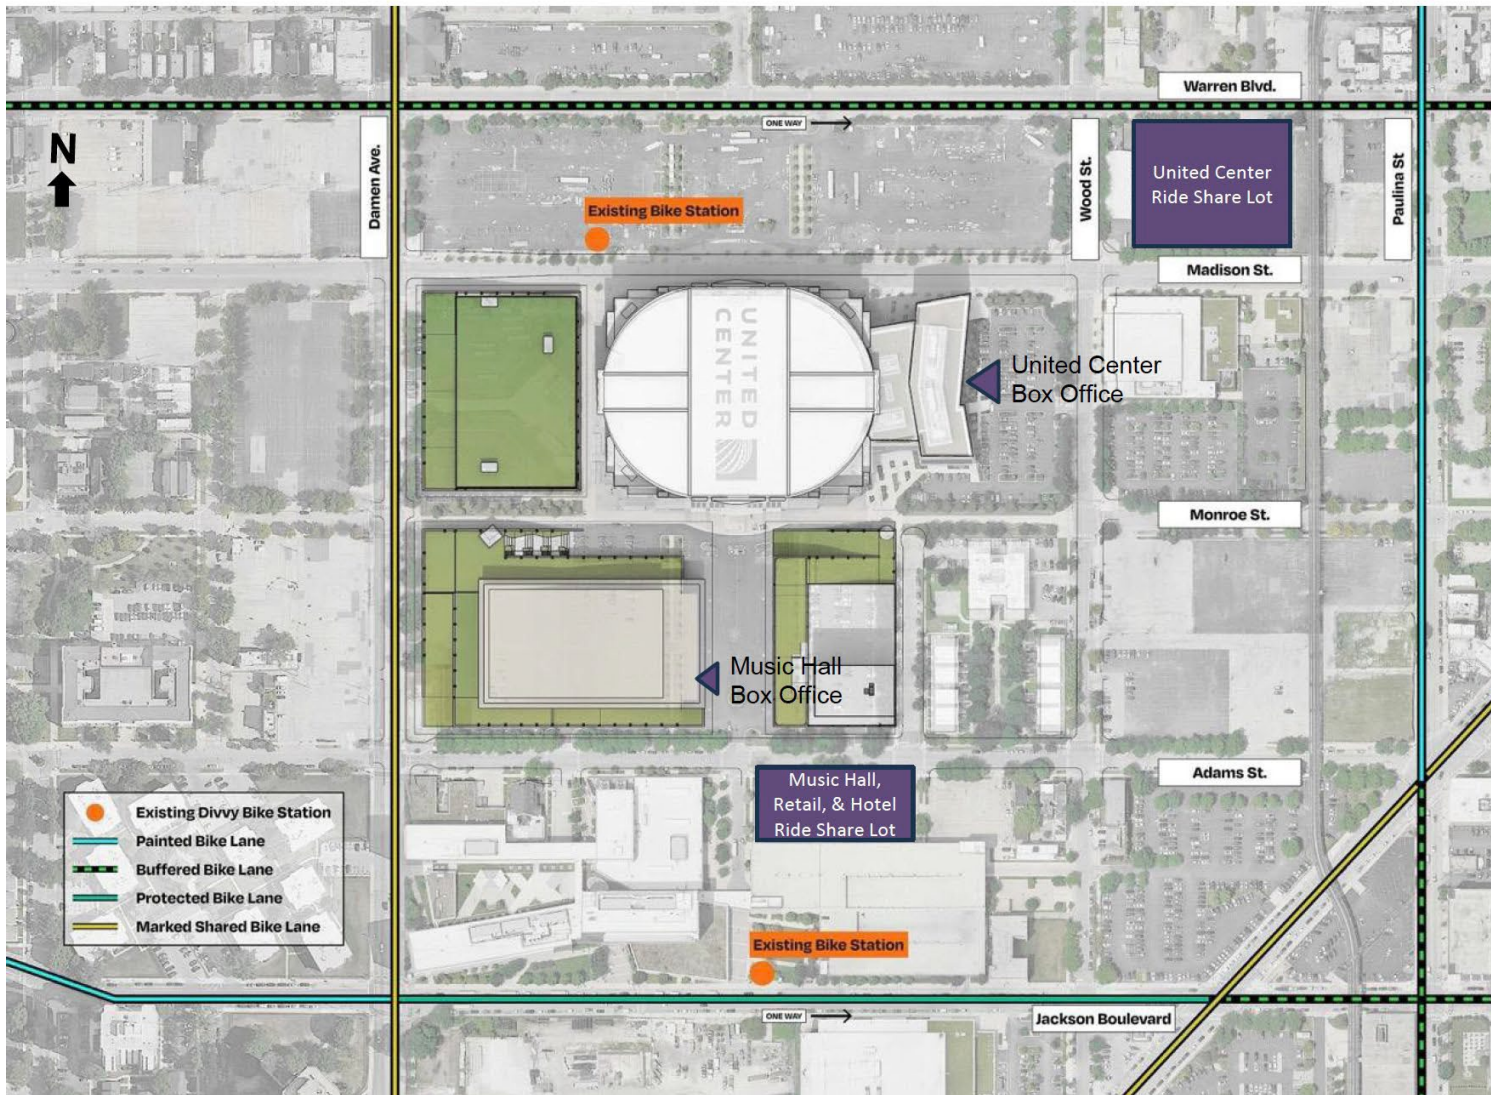 Warren Blvd.
ONE WAY
N
Damen Ave.
Wood St.
Paulina St
United Center
Ride Share Lot
Existing Bike Station
Madison St.
UNITED
CENTER
United Center
Box Office
Monroe St.
Music Hall
Box Office
Adams St.
Music Hall,
Retail, & Hotel
Ride Share Lot
Existing Divvy Bike Station
Painted Bike Lane
Buffered Bike Lane
Protected Bike Lane
Marked Shared Bike Lane
Existing Bike Station
ONE WAY
Jackson Boulevard